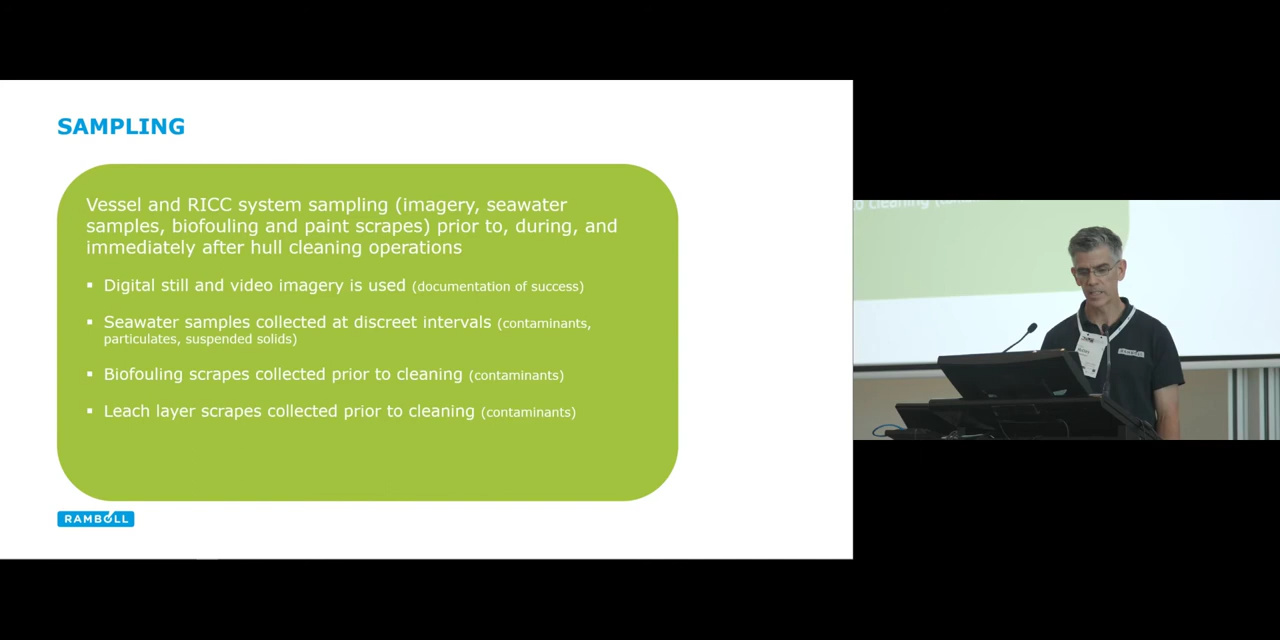 SAMPLING
Vessel and RICC system sampling (imagery, seawater
samples, biofouling and paint scrapes) prior to, during, and
immediately after hull cleaning operations
▪ Digital still and video imagery is used (documentation of success)
▪ Seawater samples collected at discreet intervals (contaminants,
particulates, suspended solids)
▪ Biofouling scrapes collected prior to cleaning (contaminants)
▪ Leach layer scrapes collected prior to cleaning (contaminants)
RAMBOLL